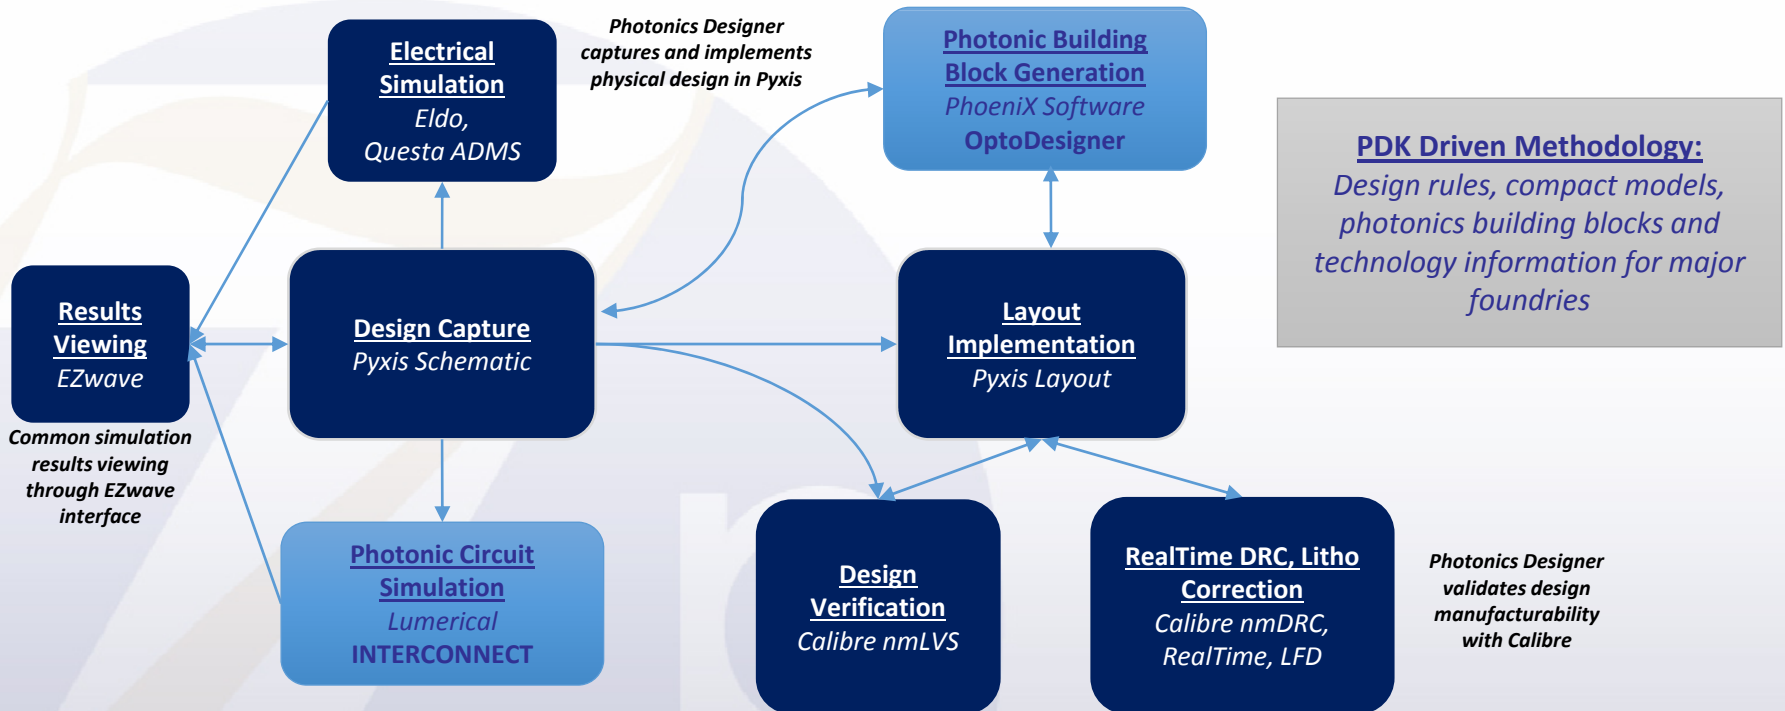 Electrical
Simulation
Eldo,
Questa ADMS
Photonics Designer
captures and implements
physical design in Pyxis
Photonic Building
Block Generation
PhoeniX Software
OptoDesigner
PDK Driven Methodology:
Design rules, compact models,
photonics building blocks and
technology information for major
foundries
Results
Viewing
EZwave
Design Capture
Pyxis Schematic
Layout
Implementation
Pyxis Layout
Common simulation
results viewing
through EZwave
interface
Photonic Circuit
Simulation
Lumerical
INTERCONNECT
Design
Verification
Calibre nmLVS
RealTime DRC, Litho
Correction
Calibre nmDRC,
RealTime, LFD
Photonics Designer
validates design
manufacturability
with Calibre